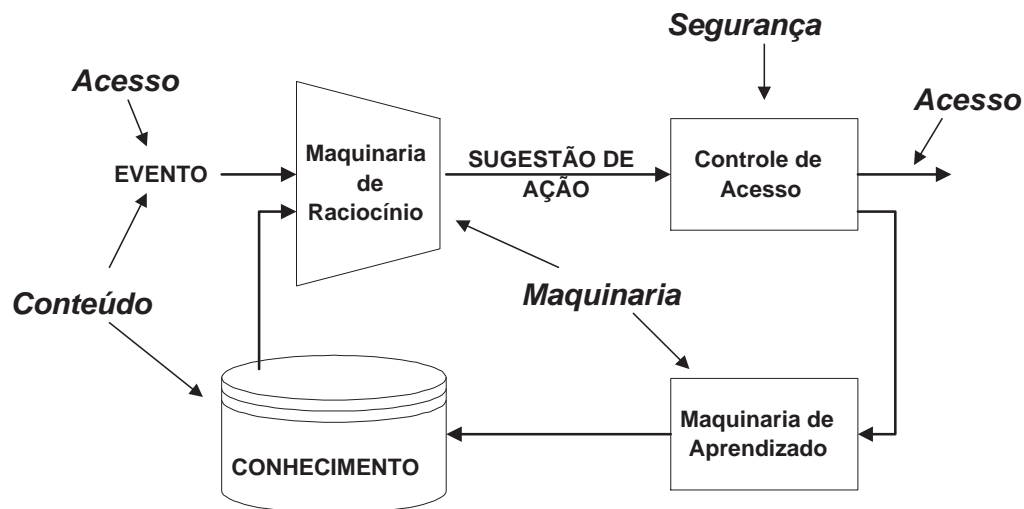 Segurança
Acesso
Acesso
EVENTO
Maquinaria
de
Raciocínio
SUGESTÃO DE
AÇÃO
Controle de
Acesso
Conteúdo
Maquinaria
CONHECIMENTO
Maquinaria de
Aprendizado